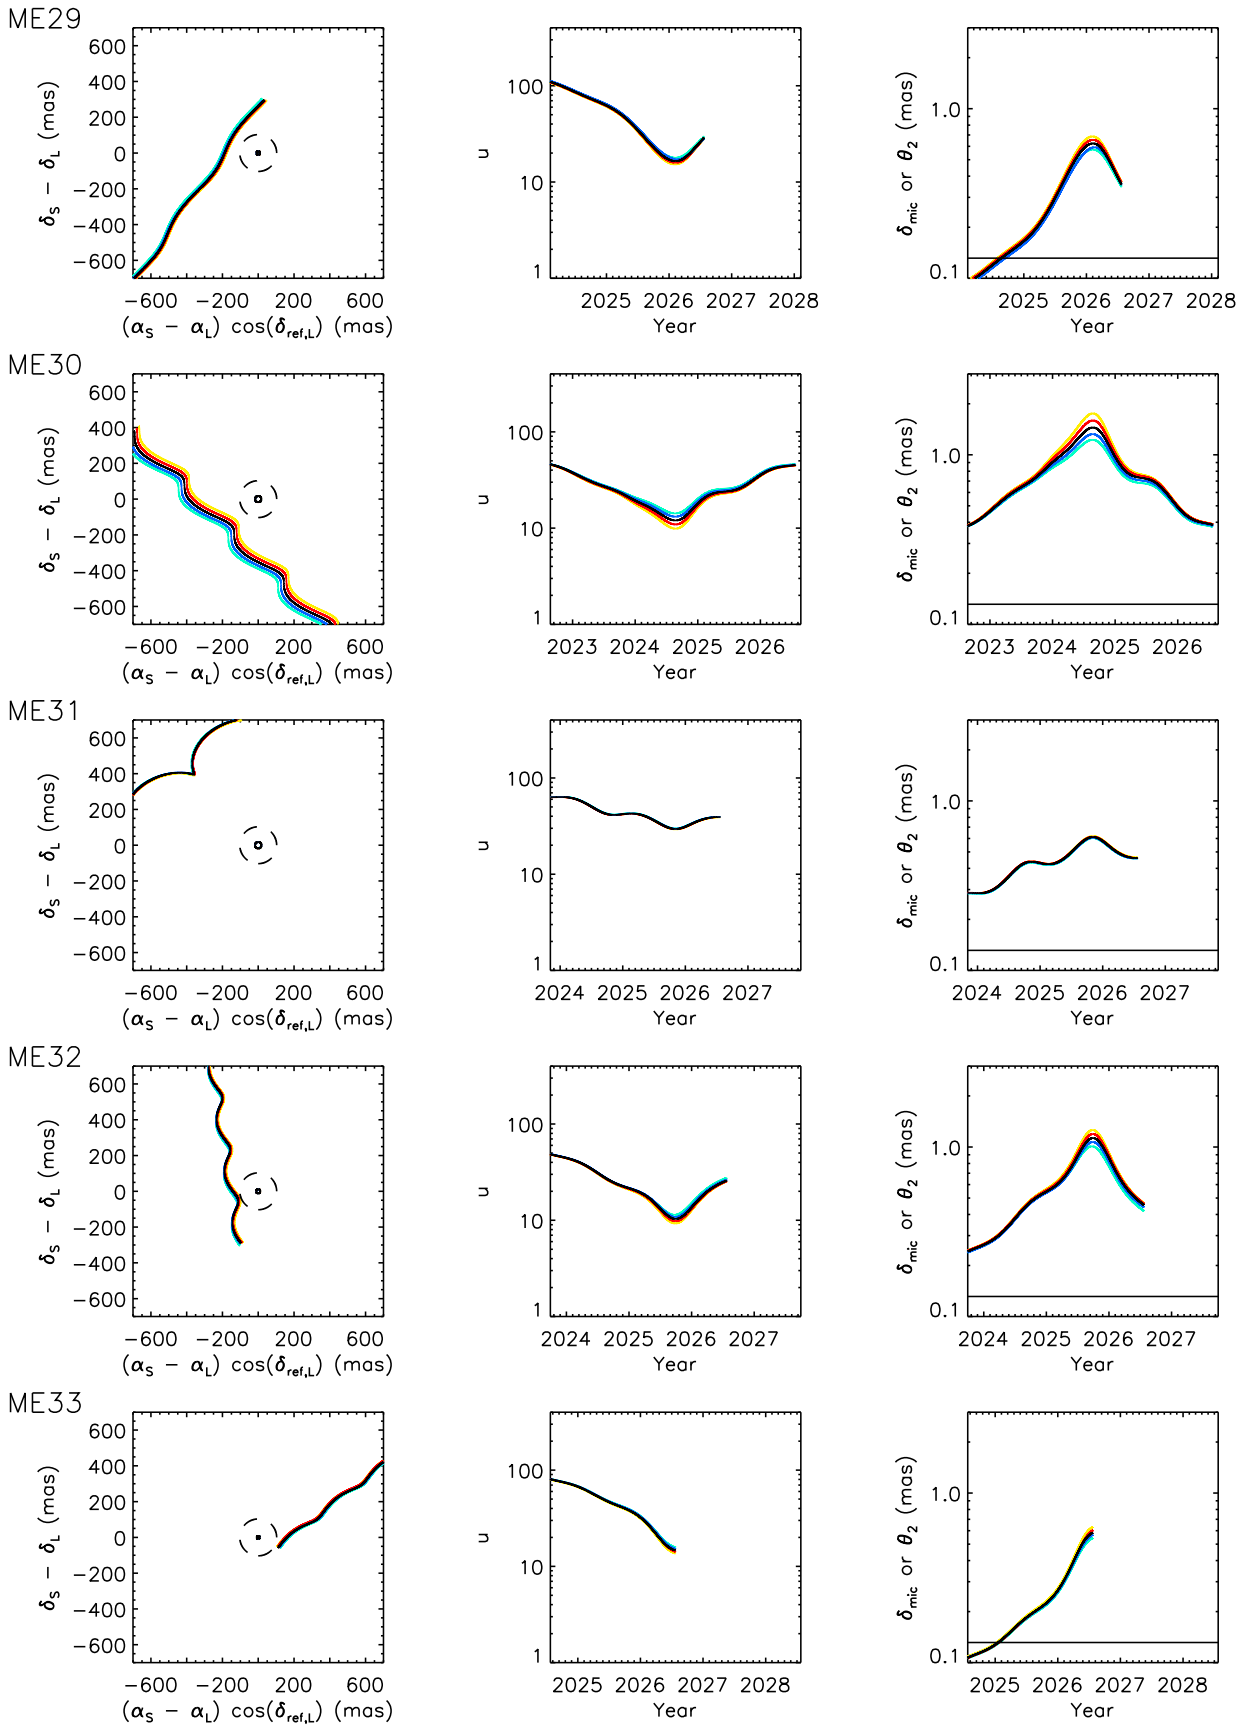 ME29
δS − δL (mas)
600
400
200
0
−200
−400
−600
−600 −200 200 600
(αS − αL) cos(δref,L) (mas)
u
100
10
1
2025 2026 2027 2028
Year
δmic or θ2 (mas)
1.0
0.1
2025 2026 2027 2028
Year
ME30
δS − δL (mas)
600
400
200
0
−200
−400
−600
−600 −200 200 600
(αS − αL) cos(δref,L) (mas)
u
100
10
1
2023 2024 2025 2026
Year
δmic or θ2 (mas)
1.0
0.1
2023 2024 2025 2026
Year
ME31
δS − δL (mas)
600
400
200
0
−200
−400
−600
−600 −200 200 600
(αS − αL) cos(δref,L) (mas)
u
100
10
1
2024 2025 2026 2027
Year
δmic or θ2 (mas)
1.0
0.1
2024 2025 2026 2027
Year
ME32
δS − δL (mas)
600
400
200
0
−200
−400
−600
−600 −200 200 600
(αS − αL) cos(δref,L) (mas)
u
100
10
1
2024 2025 2026 2027
Year
δmic or θ2 (mas)
1.0
0.1
2024 2025 2026 2027
Year
ME33
δS − δL (mas)
600
400
200
0
−200
−400
−600
−600 −200 200 600
(αS − αL) cos(δref,L) (mas)
u
100
10
1
2025 2026 2027 2028
Year
δmic or θ2 (mas)
1.0
0.1
2025 2026 2027 2028
Year